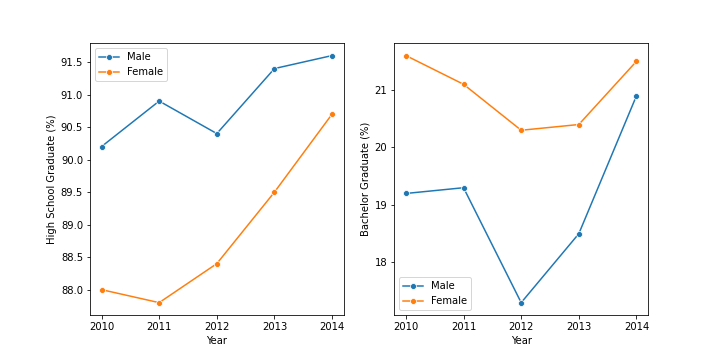 Male
Female
91.5
91.0
90.5
90.0
89.5
89.0
88.5
88.0
High School Graduate (%)
2010 2011 2012 2013 2014
Year
21
20
19
18
Bachelor Graduate (%)
Male
Female
2010 2011 2012 2013 2014
Year